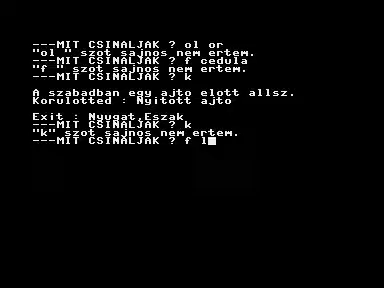 ---MIT CSINALJAK ? ol or
"ol " szot sajnos nem ertem.
---MIT CSINALJAK ? f cedula
"f " szot sajnos nem ertem.
---MIT CSINALJAK ? k
A szabadban egy ajto elott allsz.
Korulotted : Nyitott ajto
Exit : Nyugat,Eszak
---MIT CSINALJAK ? k
"k" szot sajnos nem ertem.
---MIT CSINALJAK ? f l